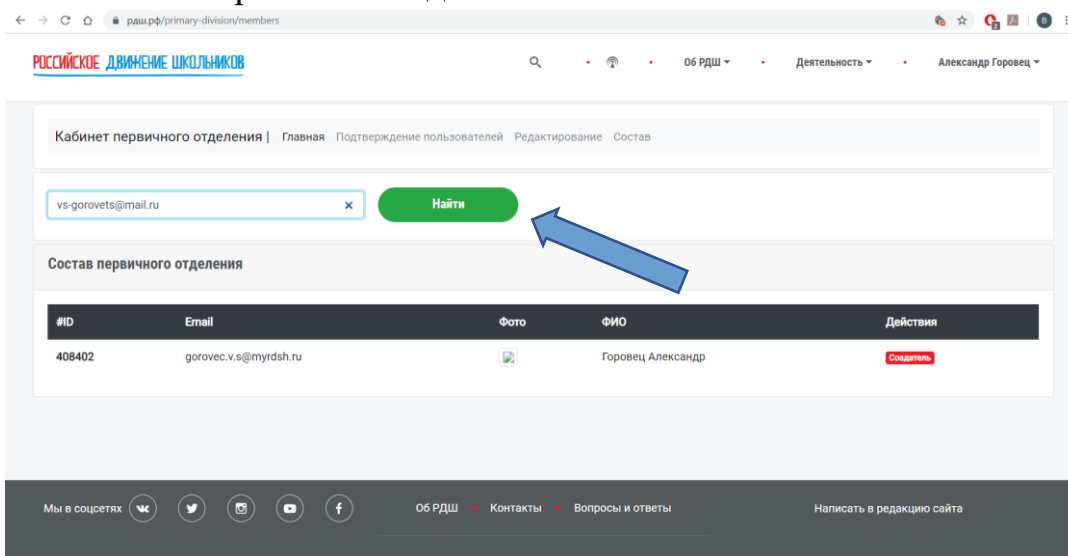 рдш.рф/primary-division/members
РОССИЙСКОЕ ДВИЖЕНИЕ ШКОЛЬНИКОВ
Об РДШ
Деятельность
Александр Горовец
Кабинет первичного отделения | Главная Подтверждение пользователей Редактирование Состав
vs-gorovets@mail.ru
Найти
Состав первичного отделения
#ID Email Фото ФИО Действия
408402 gorovec.v.s@myrdsh.ru Горовец Александр Создатель
Мы в соцсетях
Об РДШ • Контакты • Вопросы и ответы
Написать в редакцию сайта